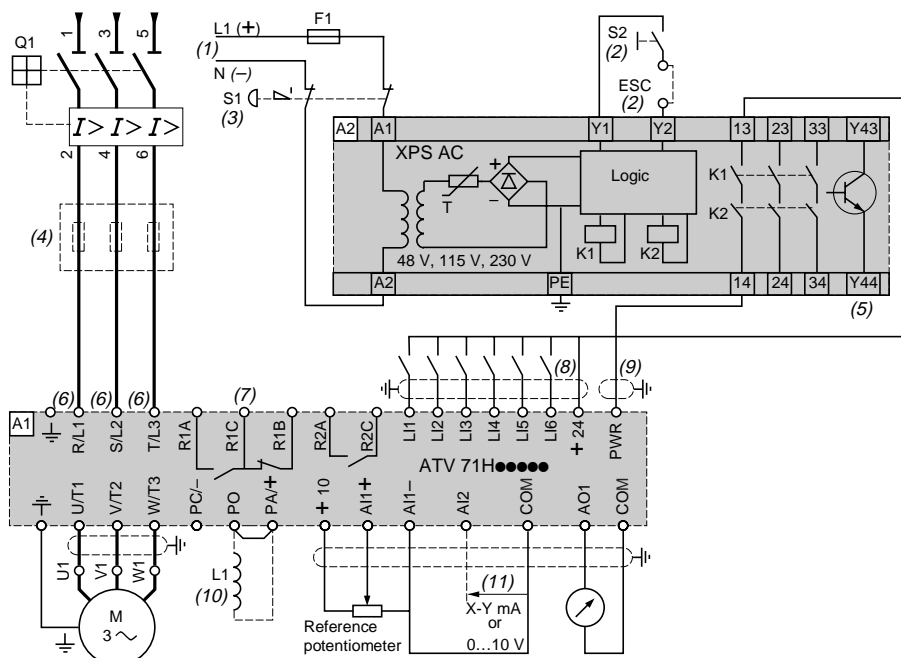 1 3 5
L1 (+) F1
Q1
(1)
N (–)
S1
(3)
S2
(2)
ESC
(2)
I> I> I>
2 4 6
A2 A1 Y1 Y2 13 23 33 Y43
XPS AC
+
–
T
Logic
K1
K2
K1 K2
48 V, 115 V, 230 V
A2 PE 14 24 34 Y44
(5)
(4)
(8) (9)
(6) (6) (6) (7)
A1
R/L1 S/L2 T/L3 R1A R1C R1B R2A R2C LI1 LI2 LI3 LI4 LI5 LI6 + 24 PWR
ATV 71H●●●●●
U/T1 V/T2 W/T3 PC/– PO PA/+ + 10 AI1+ AI1– AI2 COM AO1 COM
U1 V1 W1
L1
(10)
(11)
X-Y mA
or
0…10 V
M
3 ~
Reference
potentiometer